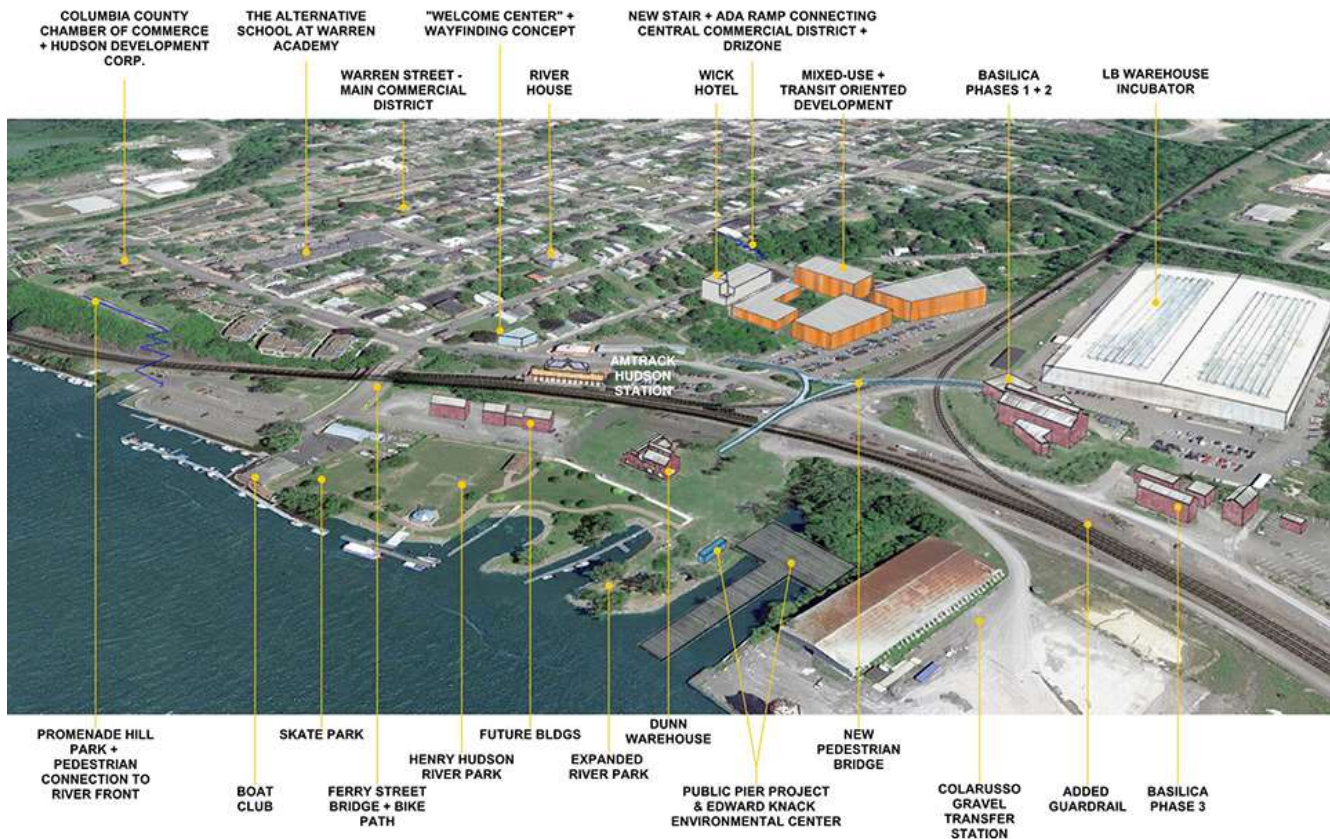 COLUMBIA COUNTY
CHAMBER OF COMMERCE
+ HUDSON DEVELOPMENT
CORP.
THE ALTERNATIVE
SCHOOL AT WARREN
ACADEMY
WARREN STREET -
MAIN COMMERCIAL
DISTRICT
"WELCOME CENTER" +
WAYFINDING CONCEPT
RIVER
HOUSE
NEW STAIR + ADA RAMP CONNECTING
CENTRAL COMMERCIAL DISTRICT +
DRIZONE
WICK
HOTEL
MIXED-USE +
TRANSIT ORIENTED
DEVELOPMENT
BASILICA
PHASES 1 + 2
LB WAREHOUSE
INCUBATOR
AMTRACK
HUDSON
STATION
PROMENADE HILL
PARK +
PEDESTRIAN
CONNECTION TO
RIVER FRONT
BOAT
CLUB
SKATE PARK
FERRY STREET
BRIDGE + BIKE
PATH
HENRY HUDSON
RIVER PARK
FUTURE BLDGS
EXPANDED
RIVER PARK
DUNN
WAREHOUSE
PUBLIC PIER PROJECT
& EDWARD KNACK
ENVIRONMENTAL CENTER
NEW
PEDESTRIAN
BRIDGE
COLARUSSO
GRAVEL
TRANSFER
STATION
ADDED
GUARDRAIL
BASILICA
PHASE 3